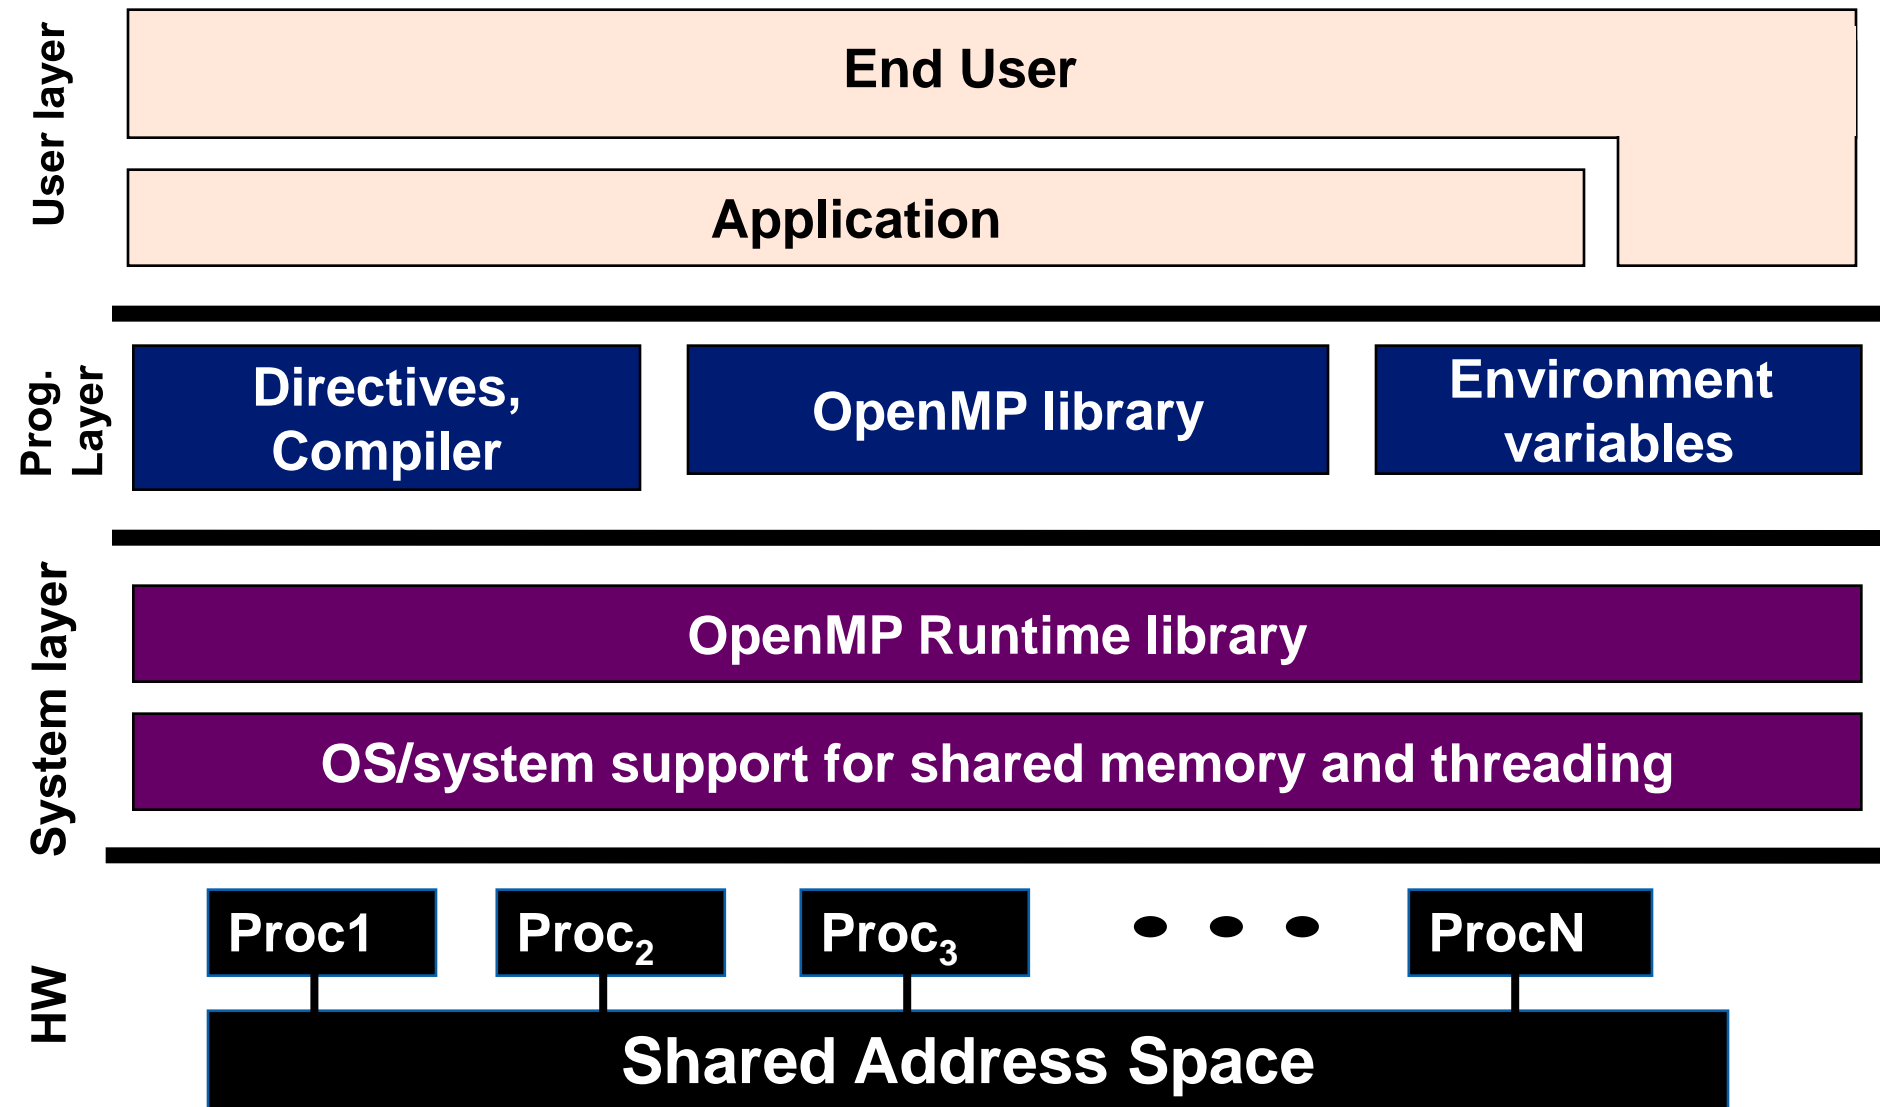 User layer
End User
Application
Prog.
Layer
Directives,
Compiler
OpenMP library
Environment
variables
System layer
OpenMP Runtime library
OS/system support for shared memory and threading
HW
Proc1
Proc₂
Proc₃
ProcN
Shared Address Space